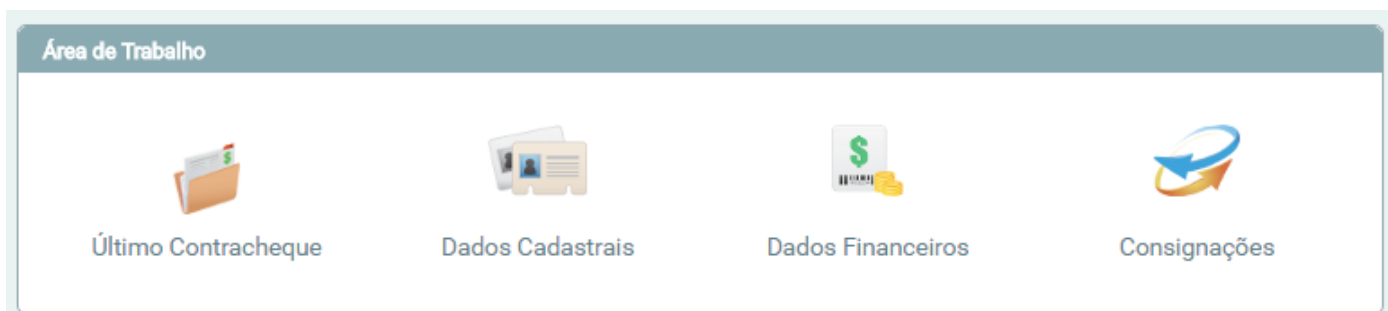 Área de Trabalho
Último Contracheque
Dados Cadastrais
Dados Financeiros
Consignações